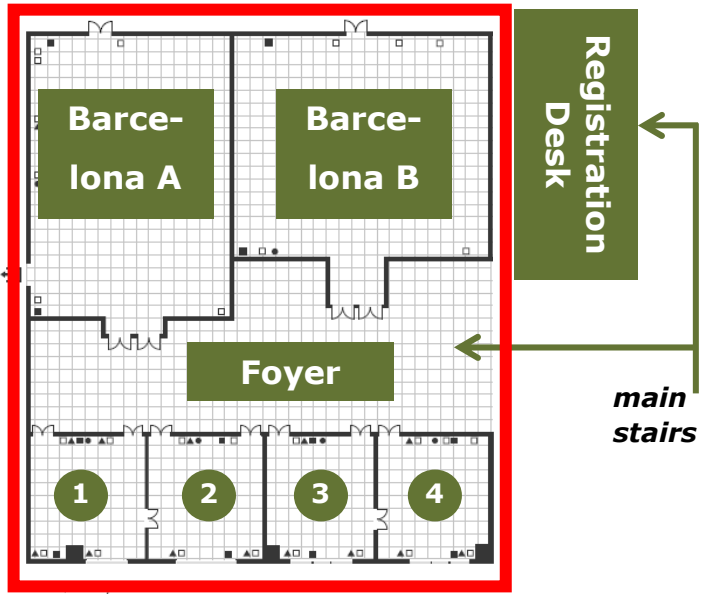 Barce-
lona A
Barce-
lona B
Registration
Desk
Foyer
main
stairs
1
2
3
4